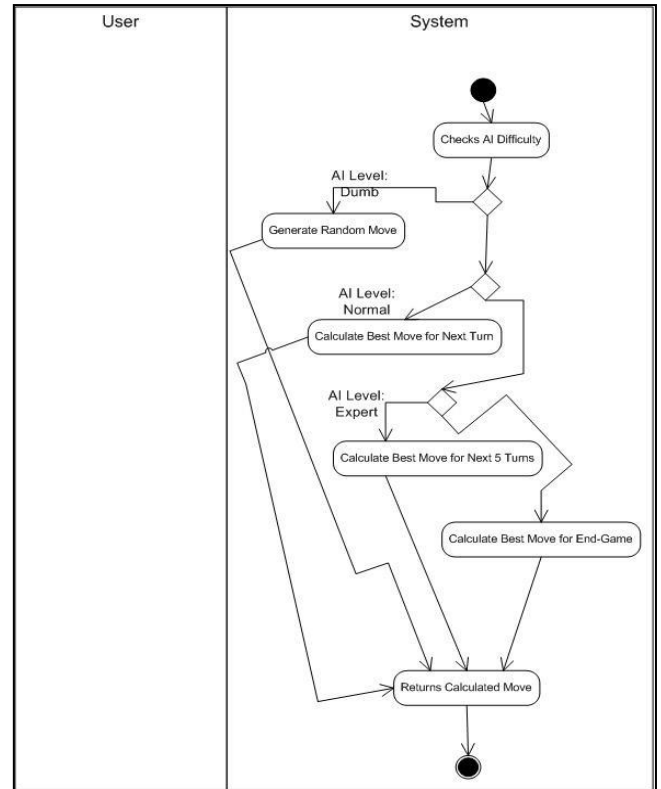 User
System
Checks AI Difficulty
AI Level:
Dumb
Generate Random Move
AI Level:
Normal
Calculate Best Move for Next Turn
AI Level:
Expert
Calculate Best Move for Next 5 Turns
Calculate Best Move for End-Game
Returns Calculated Move